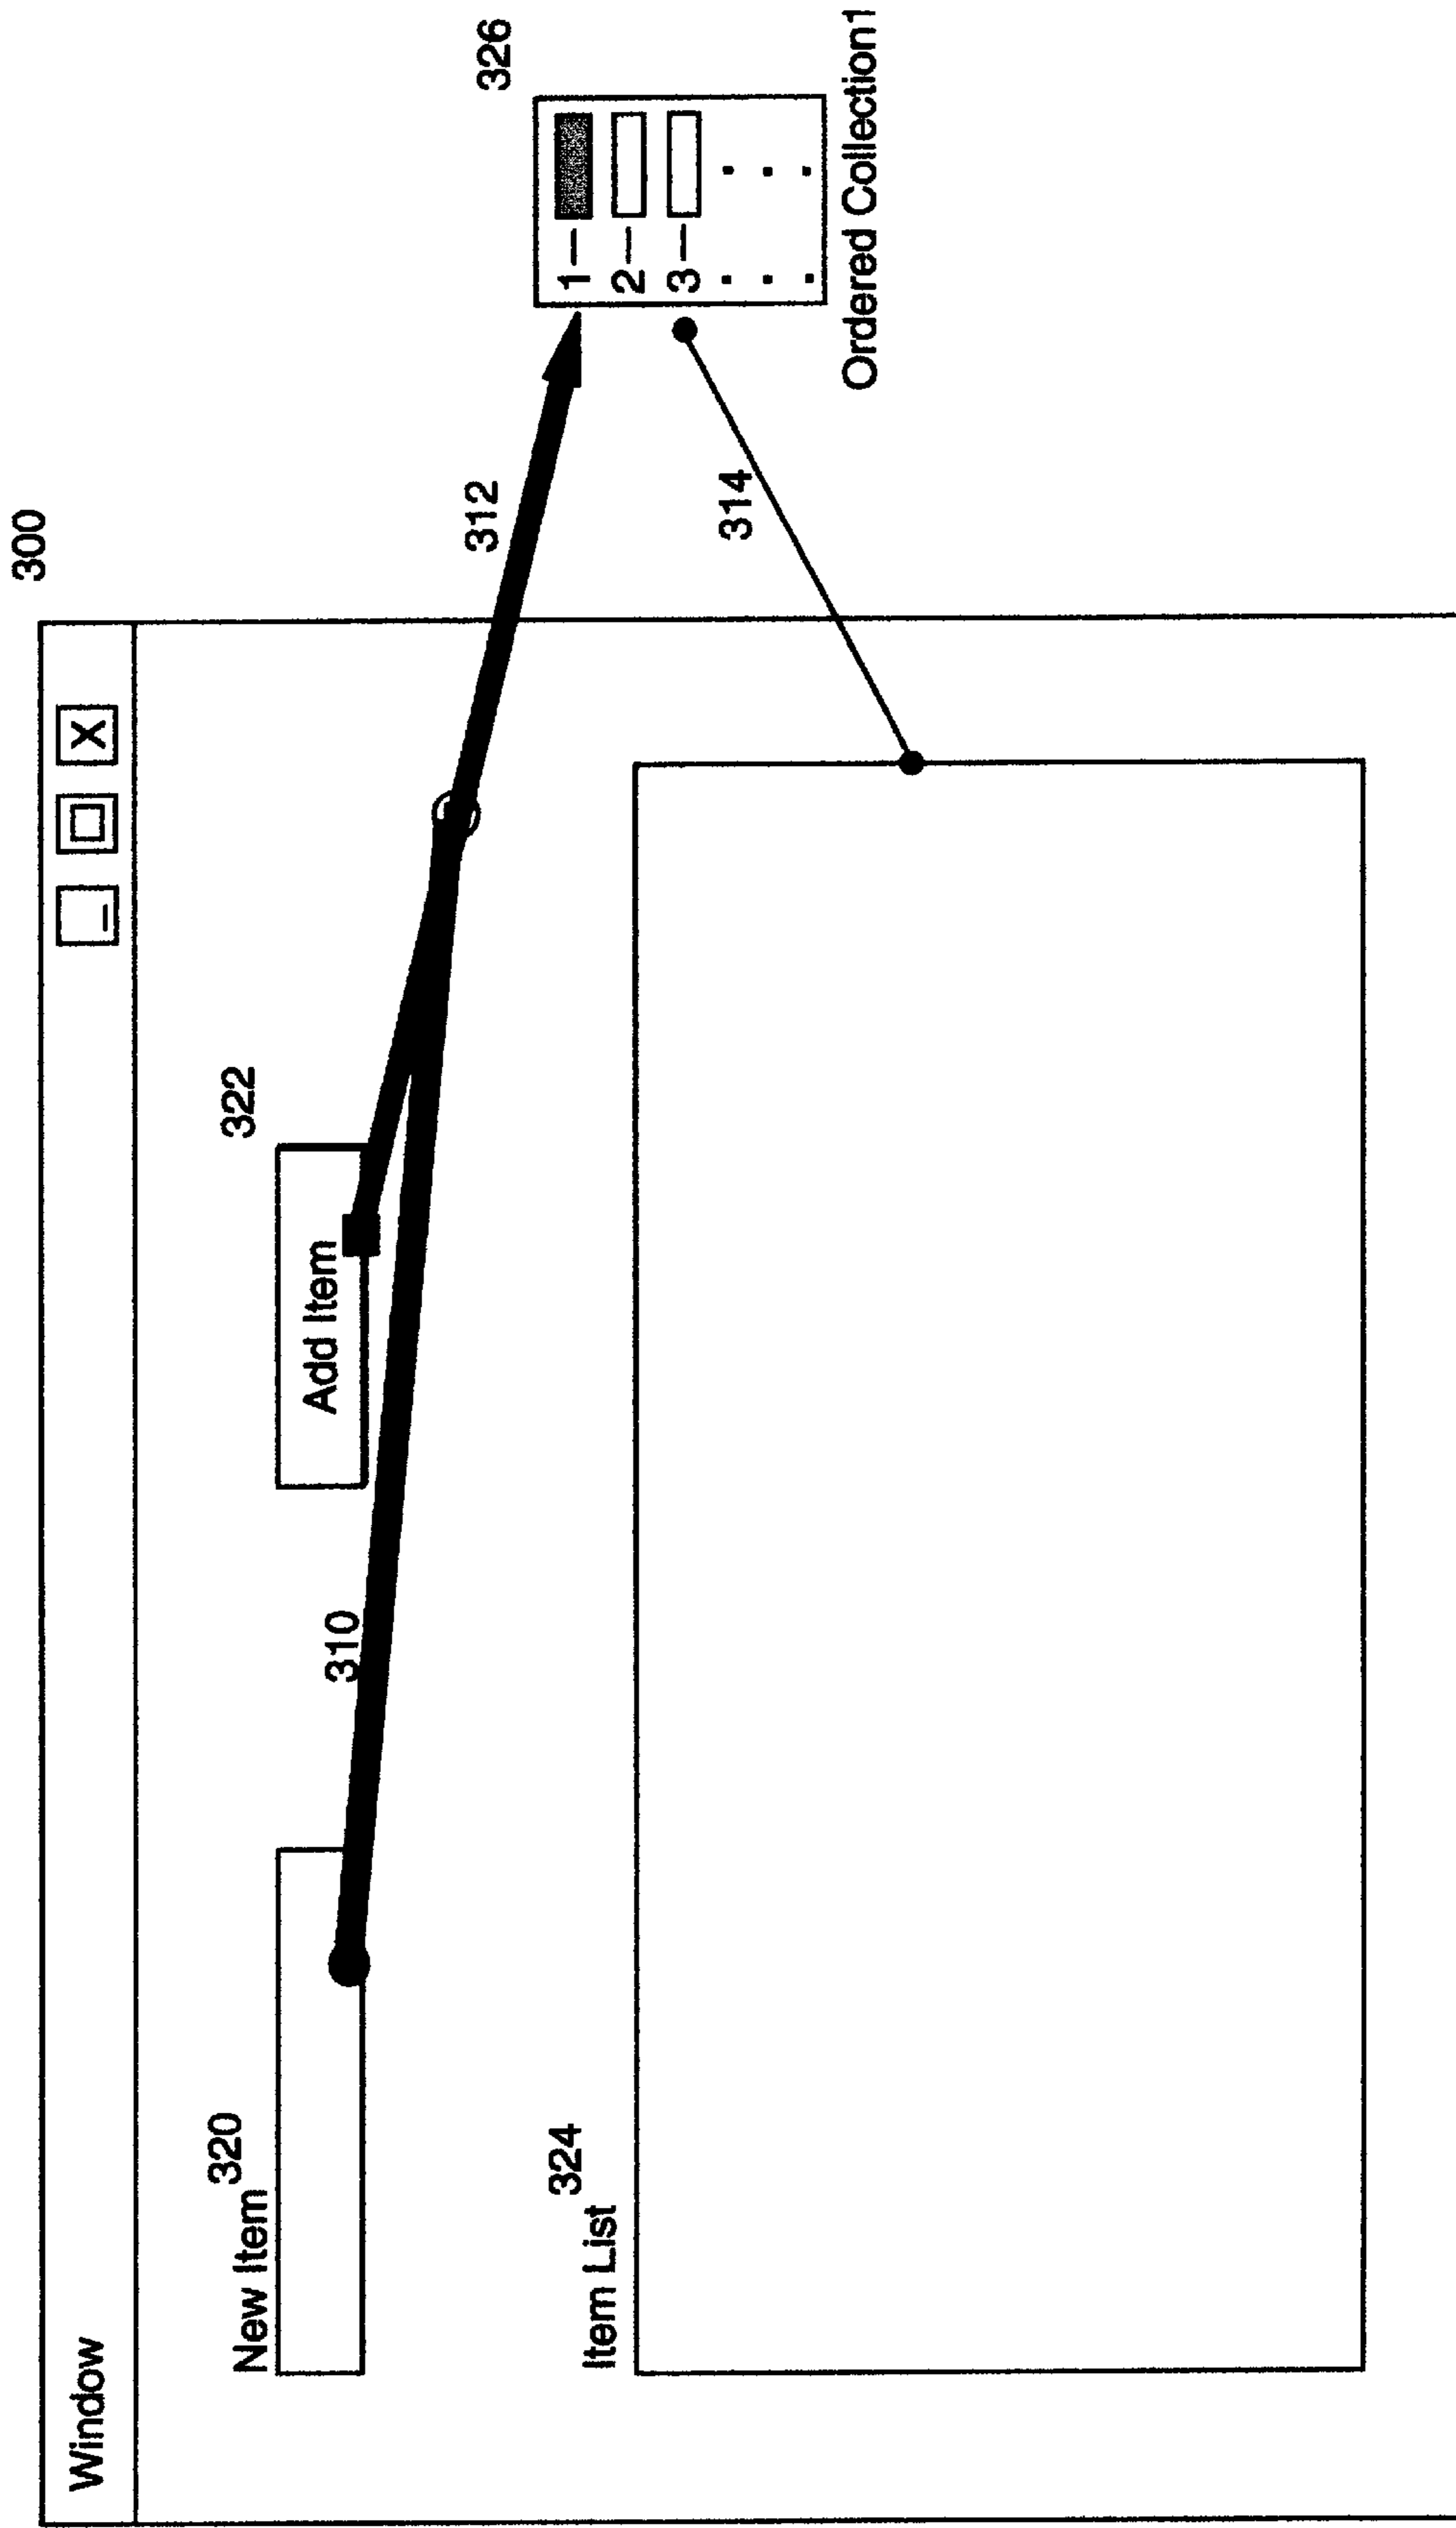 300
Window
_ X
New Item
320
Add Item
322
310
312
326
1
2
3
. .
. .
. .
Ordered Collection1
314
Item List
324